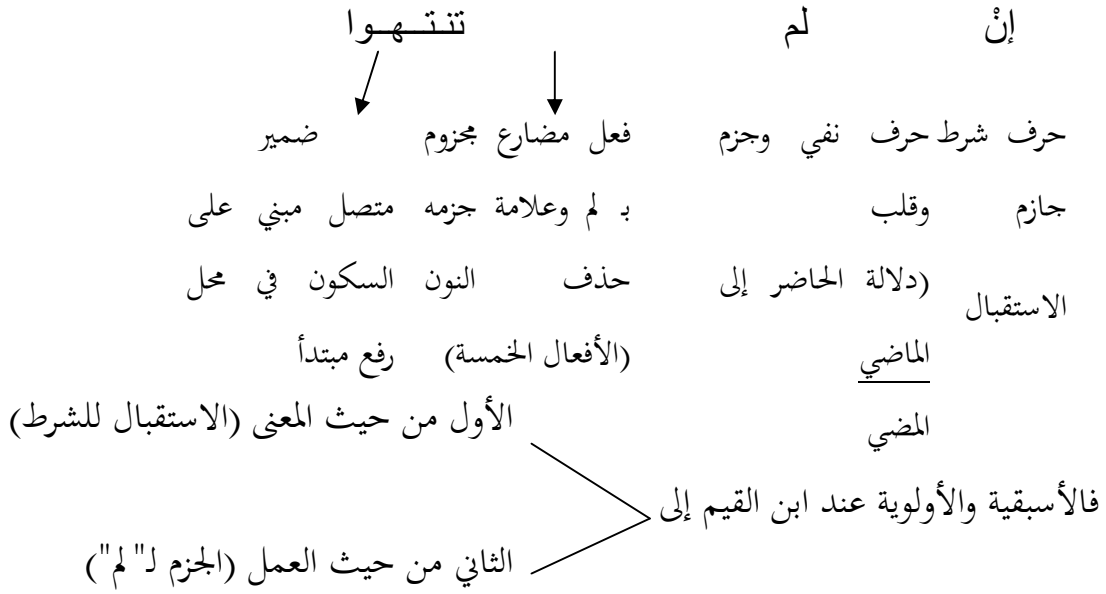 إنْ لم تنتـهـوا
حرف شرط حرف نفي وجزم فعل مضارع مجزوم ضمير
جازم وقلب بـ لم وعلامة جزمه متصل مبني على
الاستقبال (دلالة الحاضر إلى حذف النون السكون في محل
الماضي (الأفعال الخمسة) رفع مبتدأ
المضي
الأول من حيث المعنى (الاستقبال للشرط)
فالأسبقية والأولوية عند ابن القيم إلى
الثاني من حيث العمل (الجزم لـ"لم")